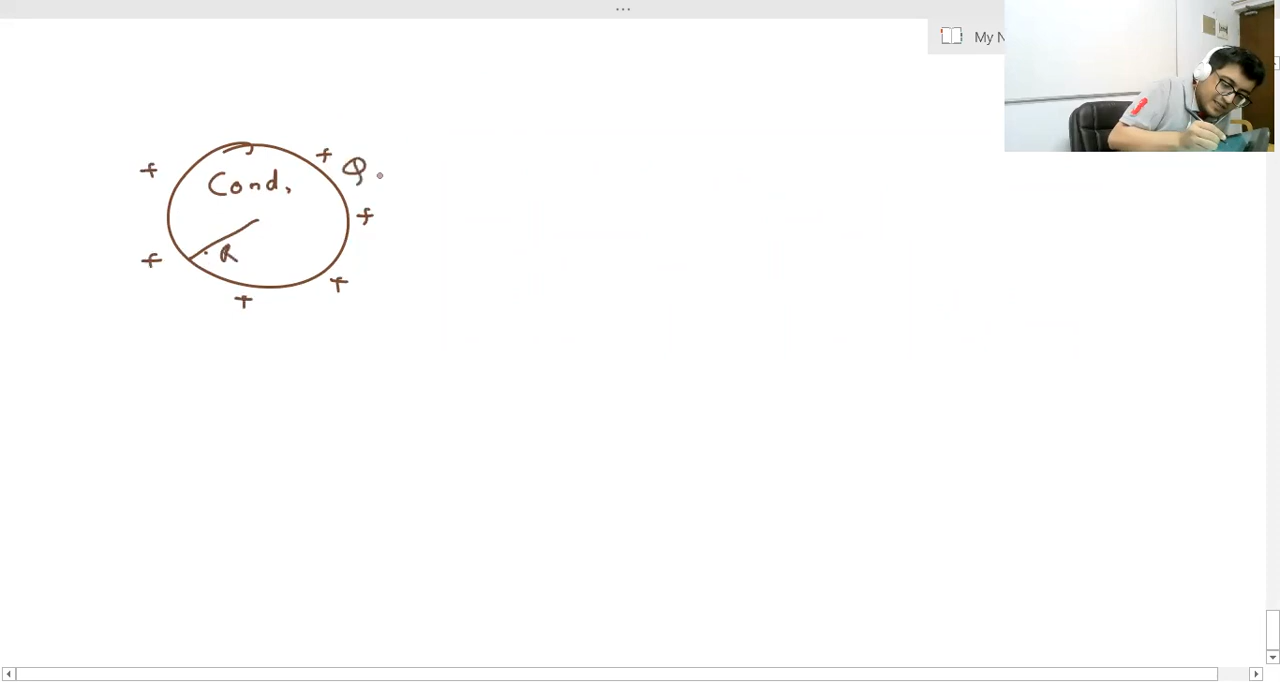 My N
+ + Q
Cond.
+
R
+ + +